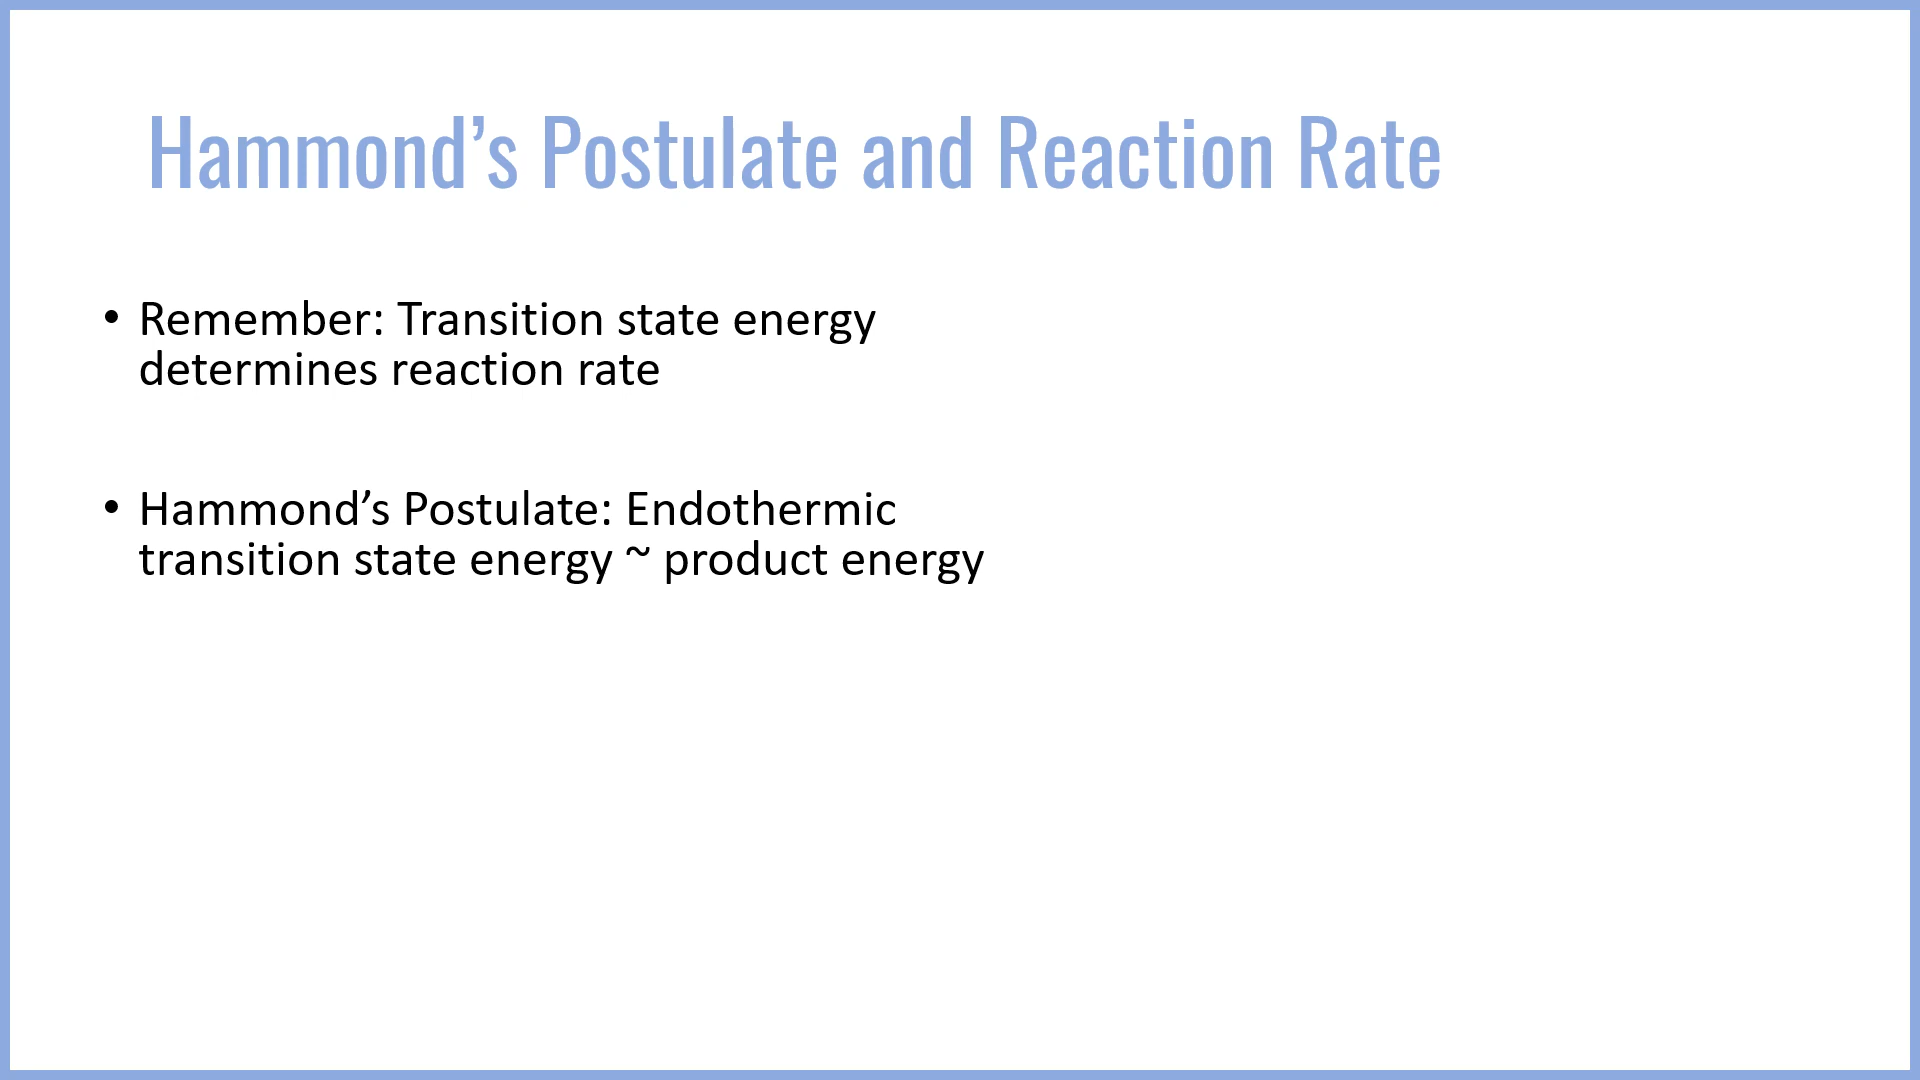 Hammond’s Postulate and Reaction Rate
• Remember: Transition state energy
determines reaction rate
• Hammond’s Postulate: Endothermic
transition state energy ~ product energy